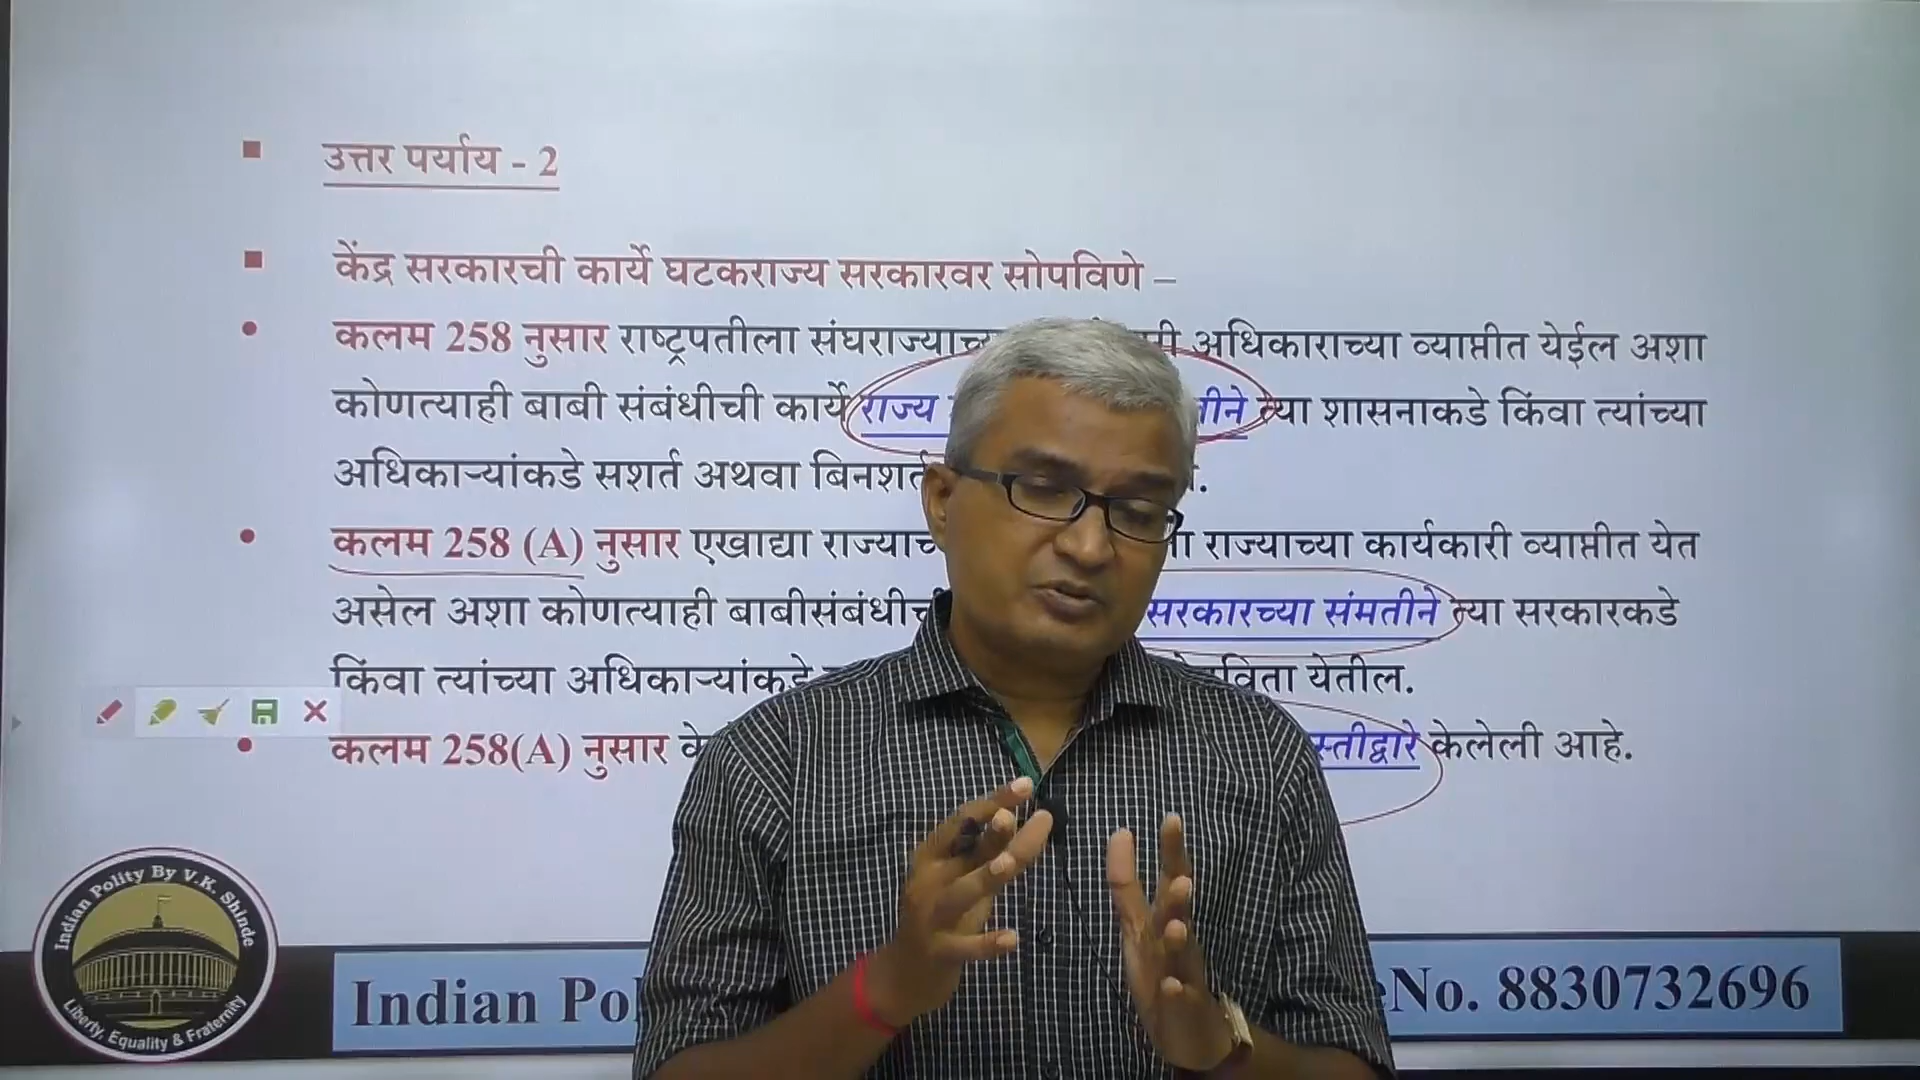 उत्तर पर्याय - 2
केंद्र सरकारची कार्ये घटकराज्य सरकारवर सोपविणे –
कलम 258 नुसार राष्ट्रपतीला संघराज्याच्या अधिकाराच्या व्याप्तीत येईल अशा
कोणत्याही बाबी संबंधीची कार्ये राज्य त्या शासनाकडे किंवा त्यांच्या
अधिकाऱ्यांकडे सशर्त अथवा बिनशर्त
कलम 258 (A) नुसार एखाद्या राज्याच्या राज्याच्या कार्यकारी व्याप्तीत येत
असेल अशा कोणत्याही बाबीसंबंधीची सरकारच्या संमतीने त्या सरकारकडे
किंवा त्यांच्या अधिकाऱ्यांकडे येतील.
कलम 258(A) नुसार केलेली आहे.
Indian Polity By V.K. Shinde
Liberty, Equality & Fraternity
Indian Pol No. 8830732696